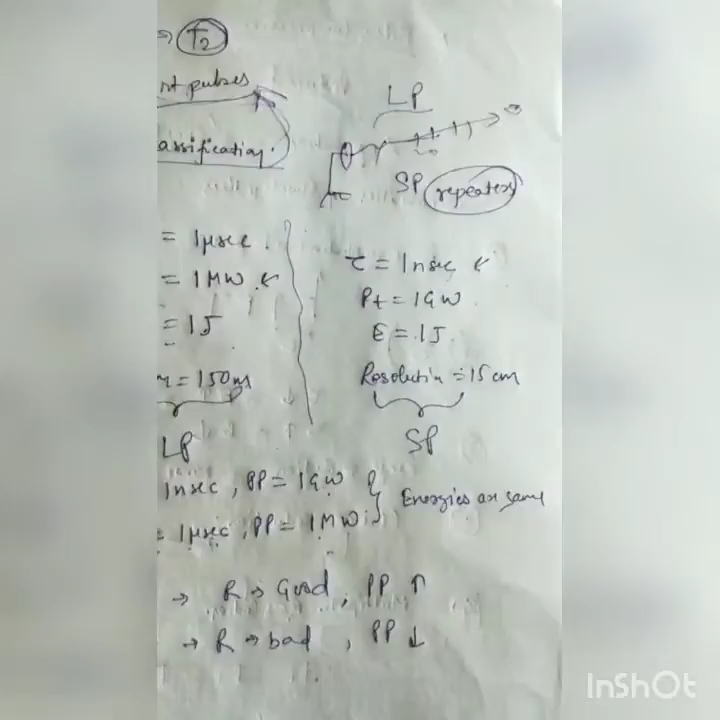 → T2
nt pulses
assification.
LP
SP repeater
= 1μsec.
= 1MW
= 1J
= 150m
LP
τ = 1nsec
Pt = 1GW
E = 1J.
Resolutin = 15cm
SP
1nsec, PP = 1GW
= 1μsec, PP = 1MW
Energies are same
→ R → Good, PP ↑
→ R → bad, PP ↓
InShOt